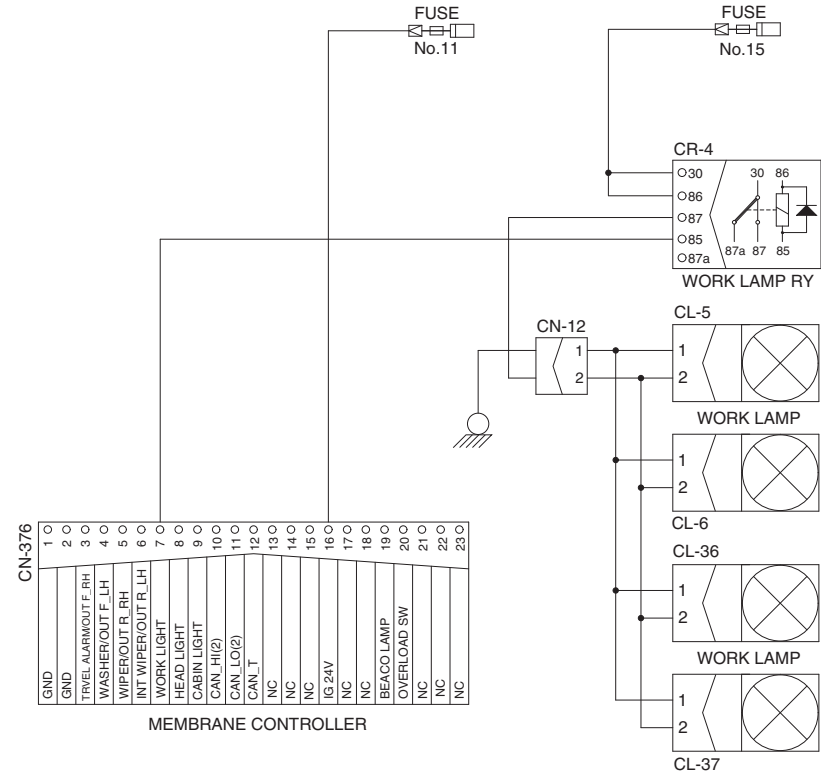 FUSE
No.11
FUSE
No.15
CR-4
30
86
87
85
87a
30 86
87a 87 85
WORK LAMP RY
CN-12
1
2
CL-5
1
2
WORK LAMP
1
2
CL-6
CL-36
1
2
WORK LAMP
1
2
CL-37
CN-376
1 2 3 4 5 6 7 8 9 10 11 12 13 14 15 16 17 18 19 20 21 22 23
GND
GND
TRVEL ALARM/OUT F_RH
WASHER/OUT F_LH
WIPER/OUT R_RH
INT WIPER/OUT R_LH
WORK LIGHT
HEAD LIGHT
CABIN LIGHT
CAN_HI(2)
CAN_LO(2)
CAN_T
NC
NC
NC
IG 24V
NC
NC
BEACO LAMP
OVERLOAD SW
NC
NC
NC
MEMBRANE CONTROLLER